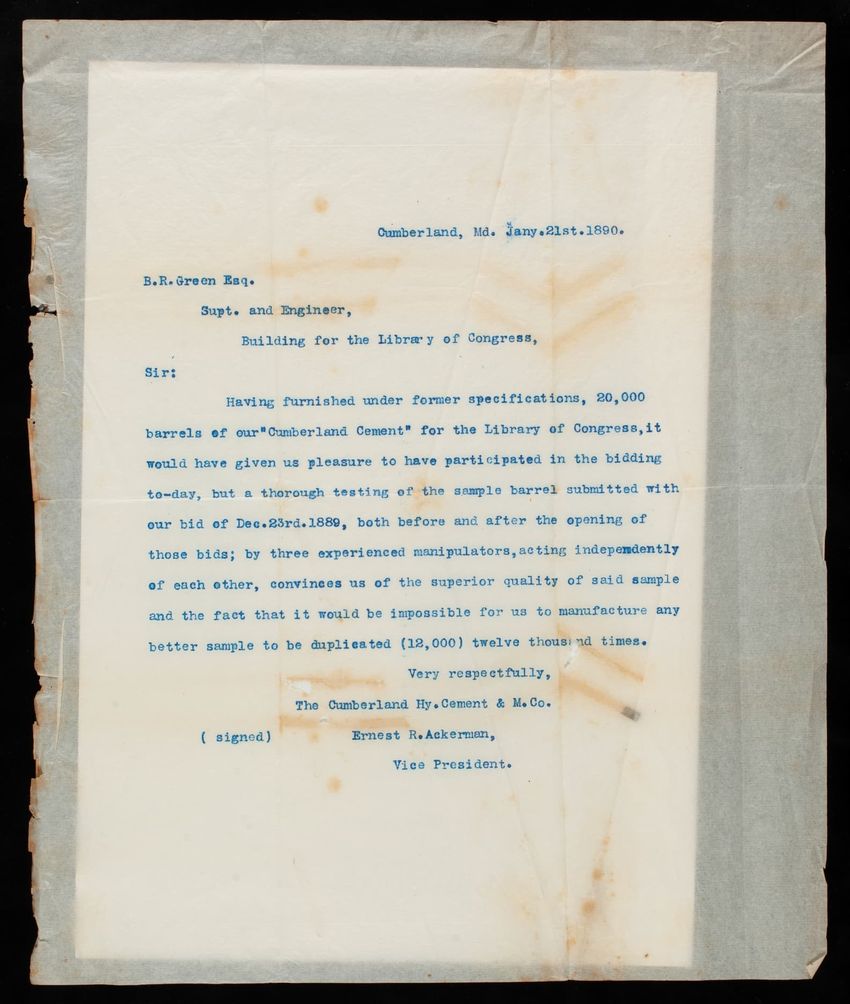 Cumberland, Md. Jany.21st.1890.
B.R.Green Esq.
Supt. and Engineer,
Building for the Library of Congress,
Sir:
Having furnished under former specifications, 20,000
barrels of our"Cumberland Cement" for the Library of Congress,it
would have given us pleasure to have participated in the bidding
to-day, but a thorough testing of the sample barrel submitted with
our bid of Dec.23rd.1889, both before and after the opening of
those bids; by three experienced manipulators,acting independently
of each other, convinces us of the superior quality of said sample
and the fact that it would be impossible for us to manufacture any
better sample to be duplicated (12,000) twelve thousand times.
Very respectfully,
The Cumberland Hy.Cement & M.Co.
( signed) Ernest R.Ackerman,
Vice President.